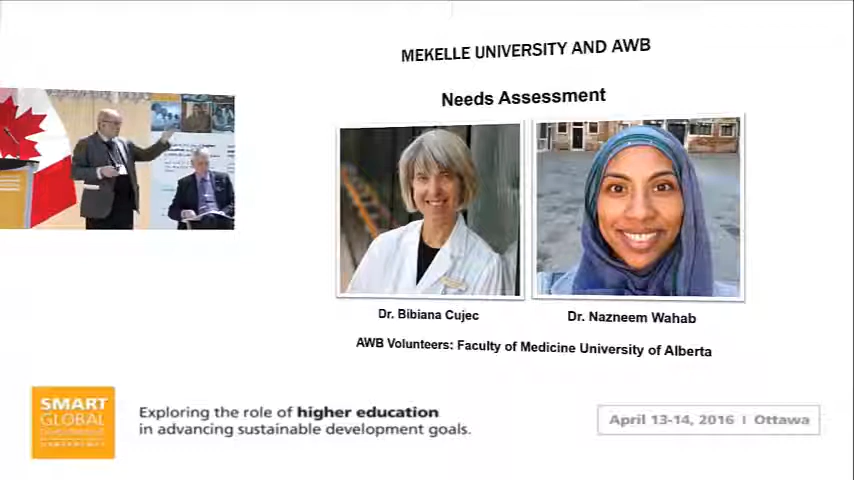 MEKELLE UNIVERSITY AND AWB
Needs Assessment
Dr. Bibiana Cujec
Dr. Nazneem Wahab
AWB Volunteers: Faculty of Medicine University of Alberta
SMART
GLOBAL
Exploring the role of higher education
in advancing sustainable development goals.
April 13-14, 2016 I Ottawa